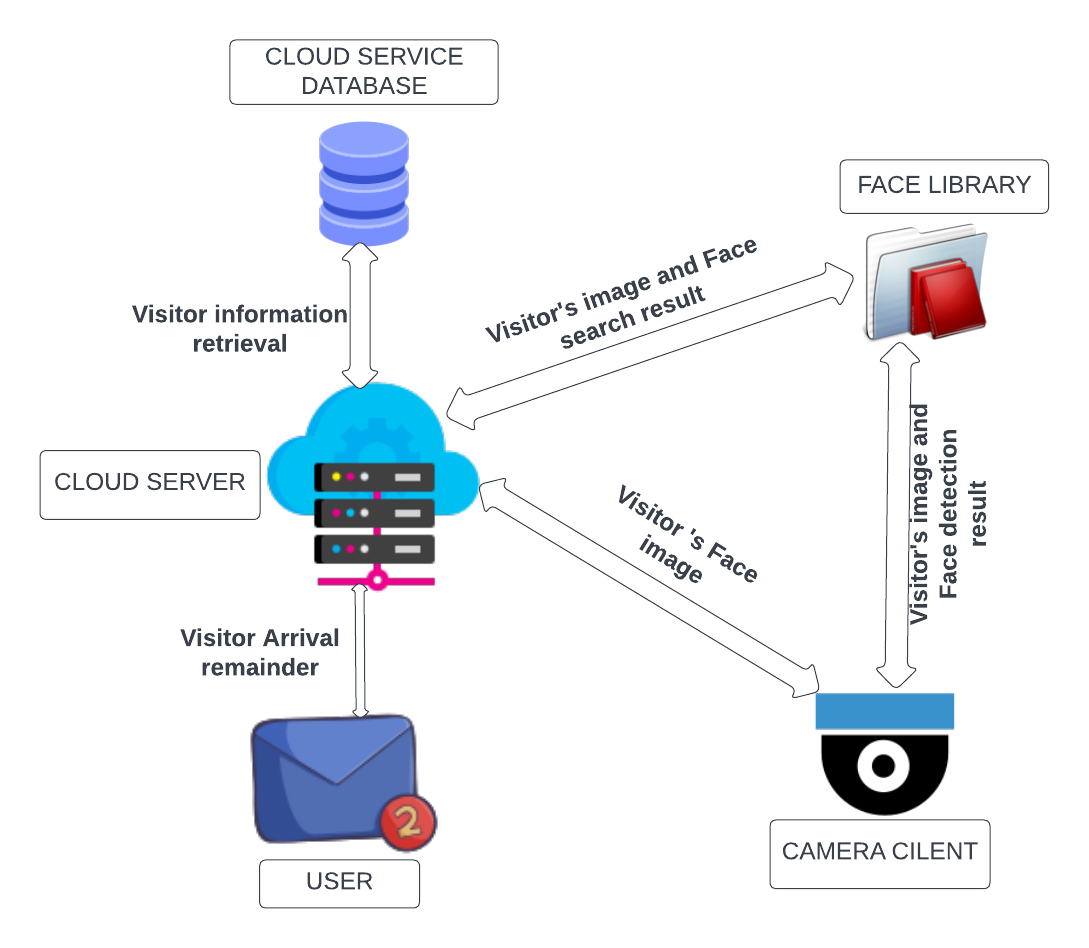 CLOUD SERVICE
DATABASE
FACE LIBRARY
Visitor's image and Face
search result
Visitor information
retrieval
Visitor's image and
Face detection
result
CLOUD SERVER
Visitor 's Face
image
Visitor Arrival
remainder
2
USER
CAMERA CILENT